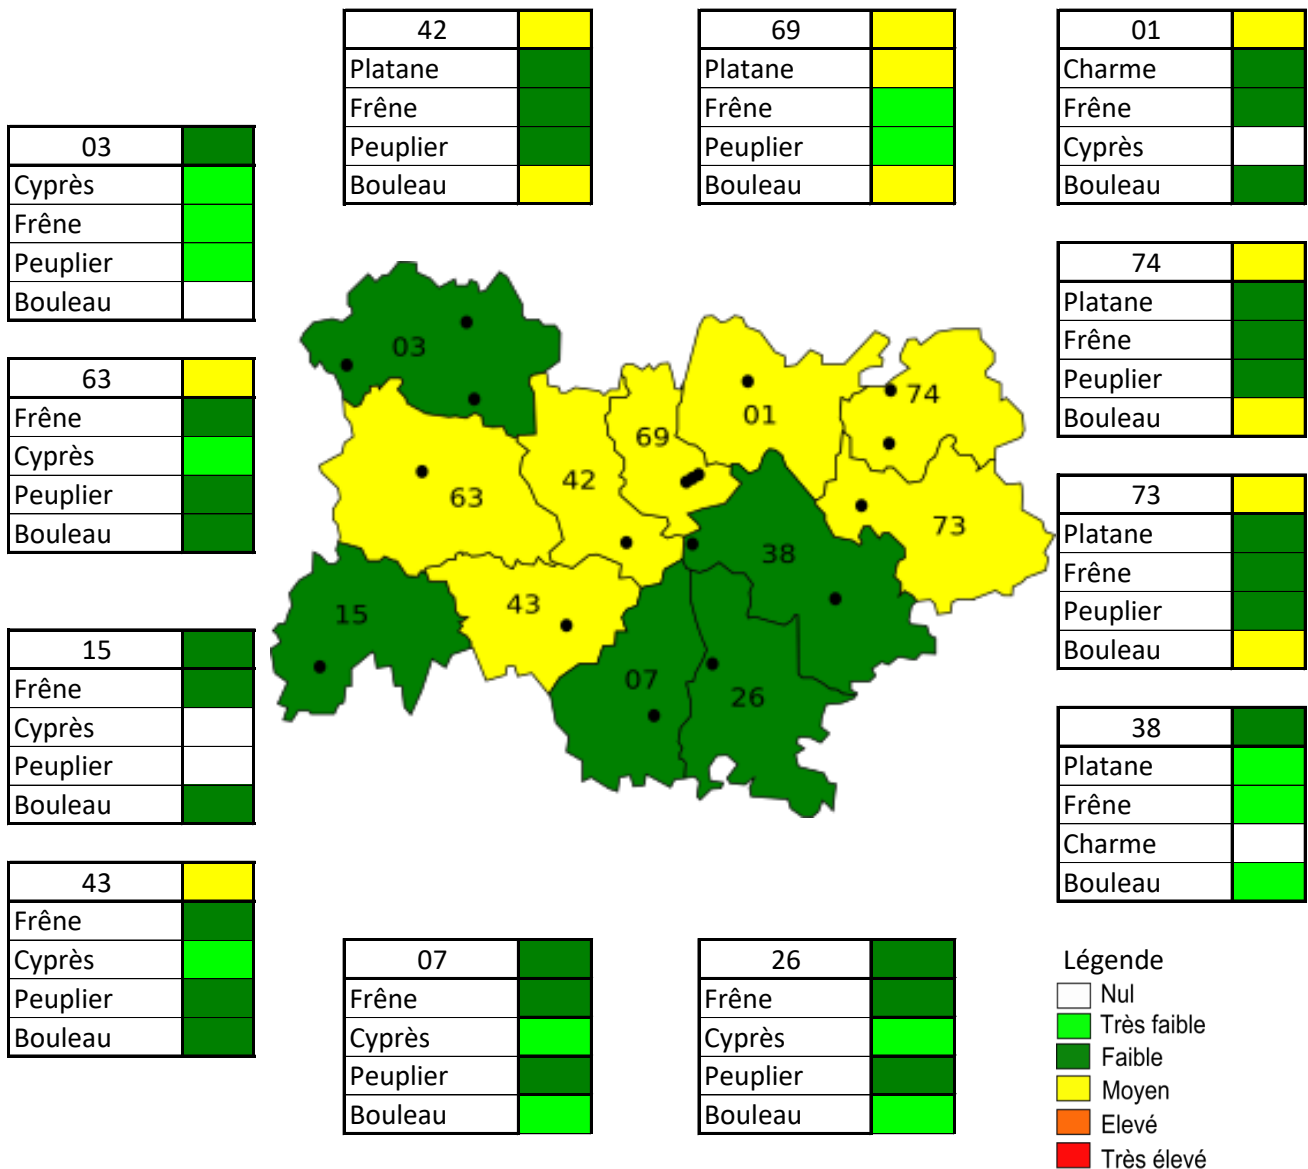 42
Platane
Frêne
Peuplier
Bouleau
69
Platane
Frêne
Peuplier
Bouleau
01
Charme
Frêne
Cyprès
Bouleau
03
Cyprès
Frêne
Peuplier
Bouleau
74
Platane
Frêne
Peuplier
Bouleau
63
Frêne
Cyprès
Peuplier
Bouleau
03
74
01
69
42
63
73
38
43
15
07
26
73
Platane
Frêne
Peuplier
Bouleau
15
Frêne
Cyprès
Peuplier
Bouleau
38
Platane
Frêne
Charme
Bouleau
43
Frêne
Cyprès
Peuplier
Bouleau
07
Frêne
Cyprès
Peuplier
Bouleau
26
Frêne
Cyprès
Peuplier
Bouleau
Légende
Nul
Très faible
Faible
Moyen
Elevé
Très élevé